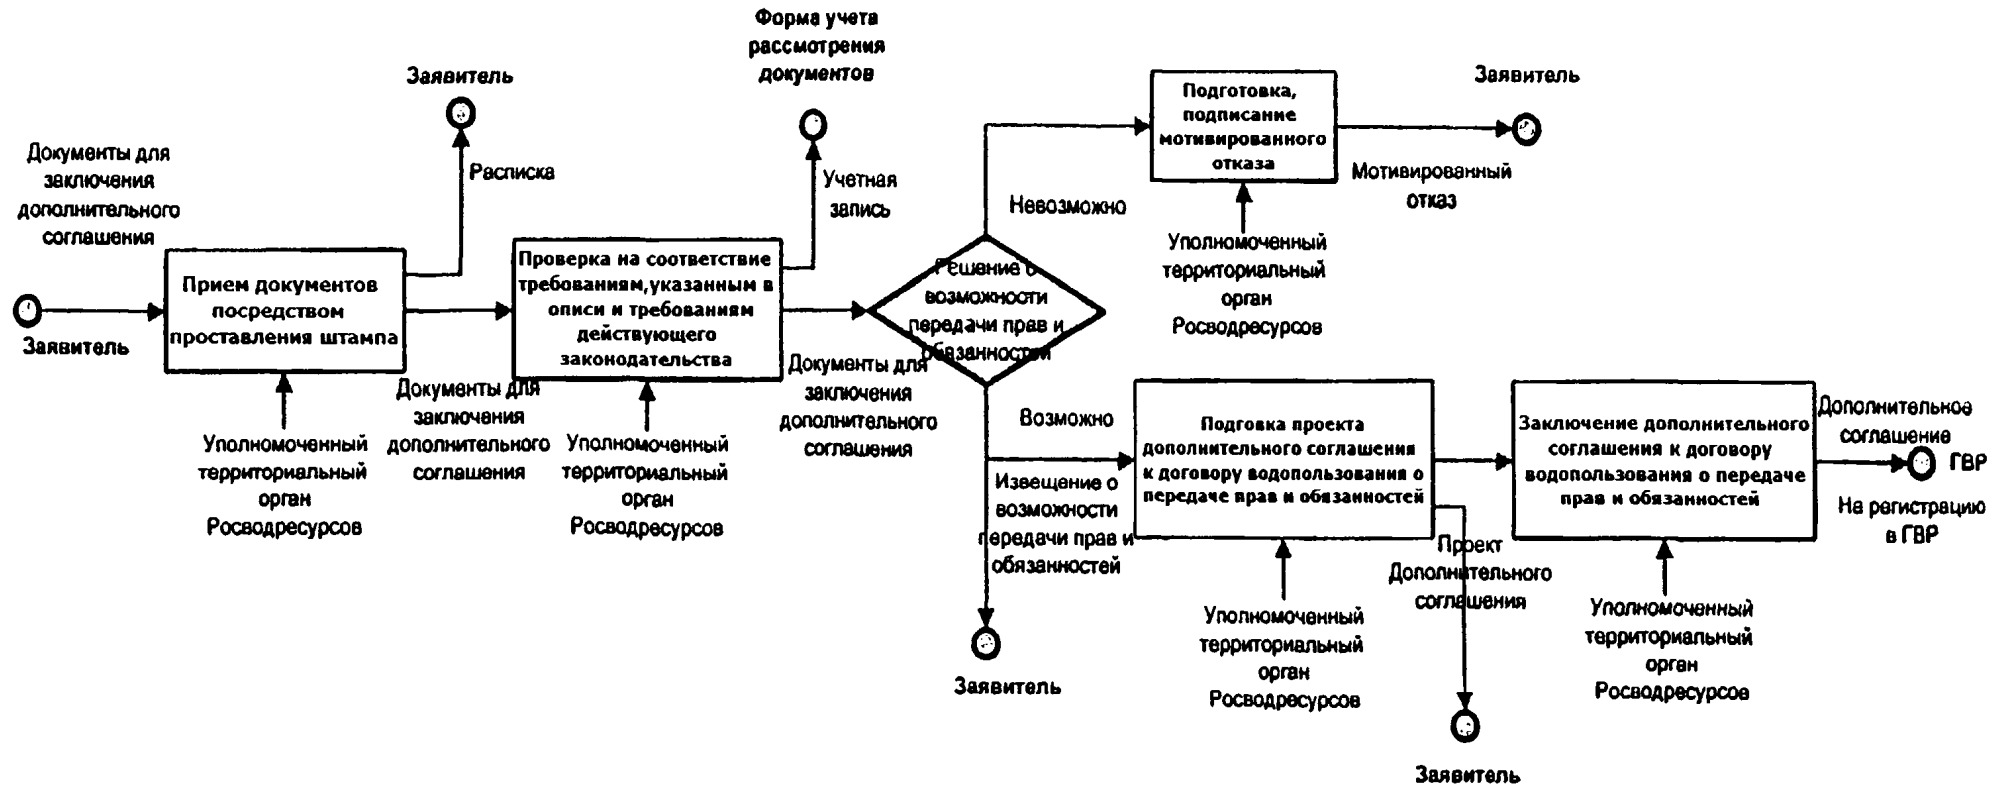 Форма учета
рассмотрения
документов
Заявитель
Расписка
Документы для
заключения
дополнительного
соглашения
Заявитель
Прием документов
посредством
проставления штампа
Уполномоченный
территориальный
орган
Росводресурсов
Документы для
заключения
дополнительного
соглашения
Учетная
запись
Проверка на соответствие
требованиям,указанным в
описи и требованиям
действующего
законодательства
Уполномоченный
территориальный
орган
Росводресурсов
Документы для
заключения
дополнительного
соглашения
Решение о
возможности
передачи прав и
обязанностей
Невозможно
Подготовка,
подписание
мотивированного
отказа
Уполномоченный
территориальный
орган
Росводресурсов
Заявитель
Мотивированный
отказ
Возможно
Извещение о
возможности
передачи прав и
обязанностей
Заявитель
Подговка проекта
дополнительного соглашения
к договору водопользования о
передаче прав и обязанностей
Уполномоченный
территориальный
орган
Росводресурсов
Проект
Дополнительного
соглашения
Заявитель
Заключение дополнительного
соглашения к договору
водопользования о передаче
прав и обязанностей
Уполномоченный
территориальный
орган
Росводресурсов
Дополнительное
соглашение
ГВР
На регистрацию
в ГВР